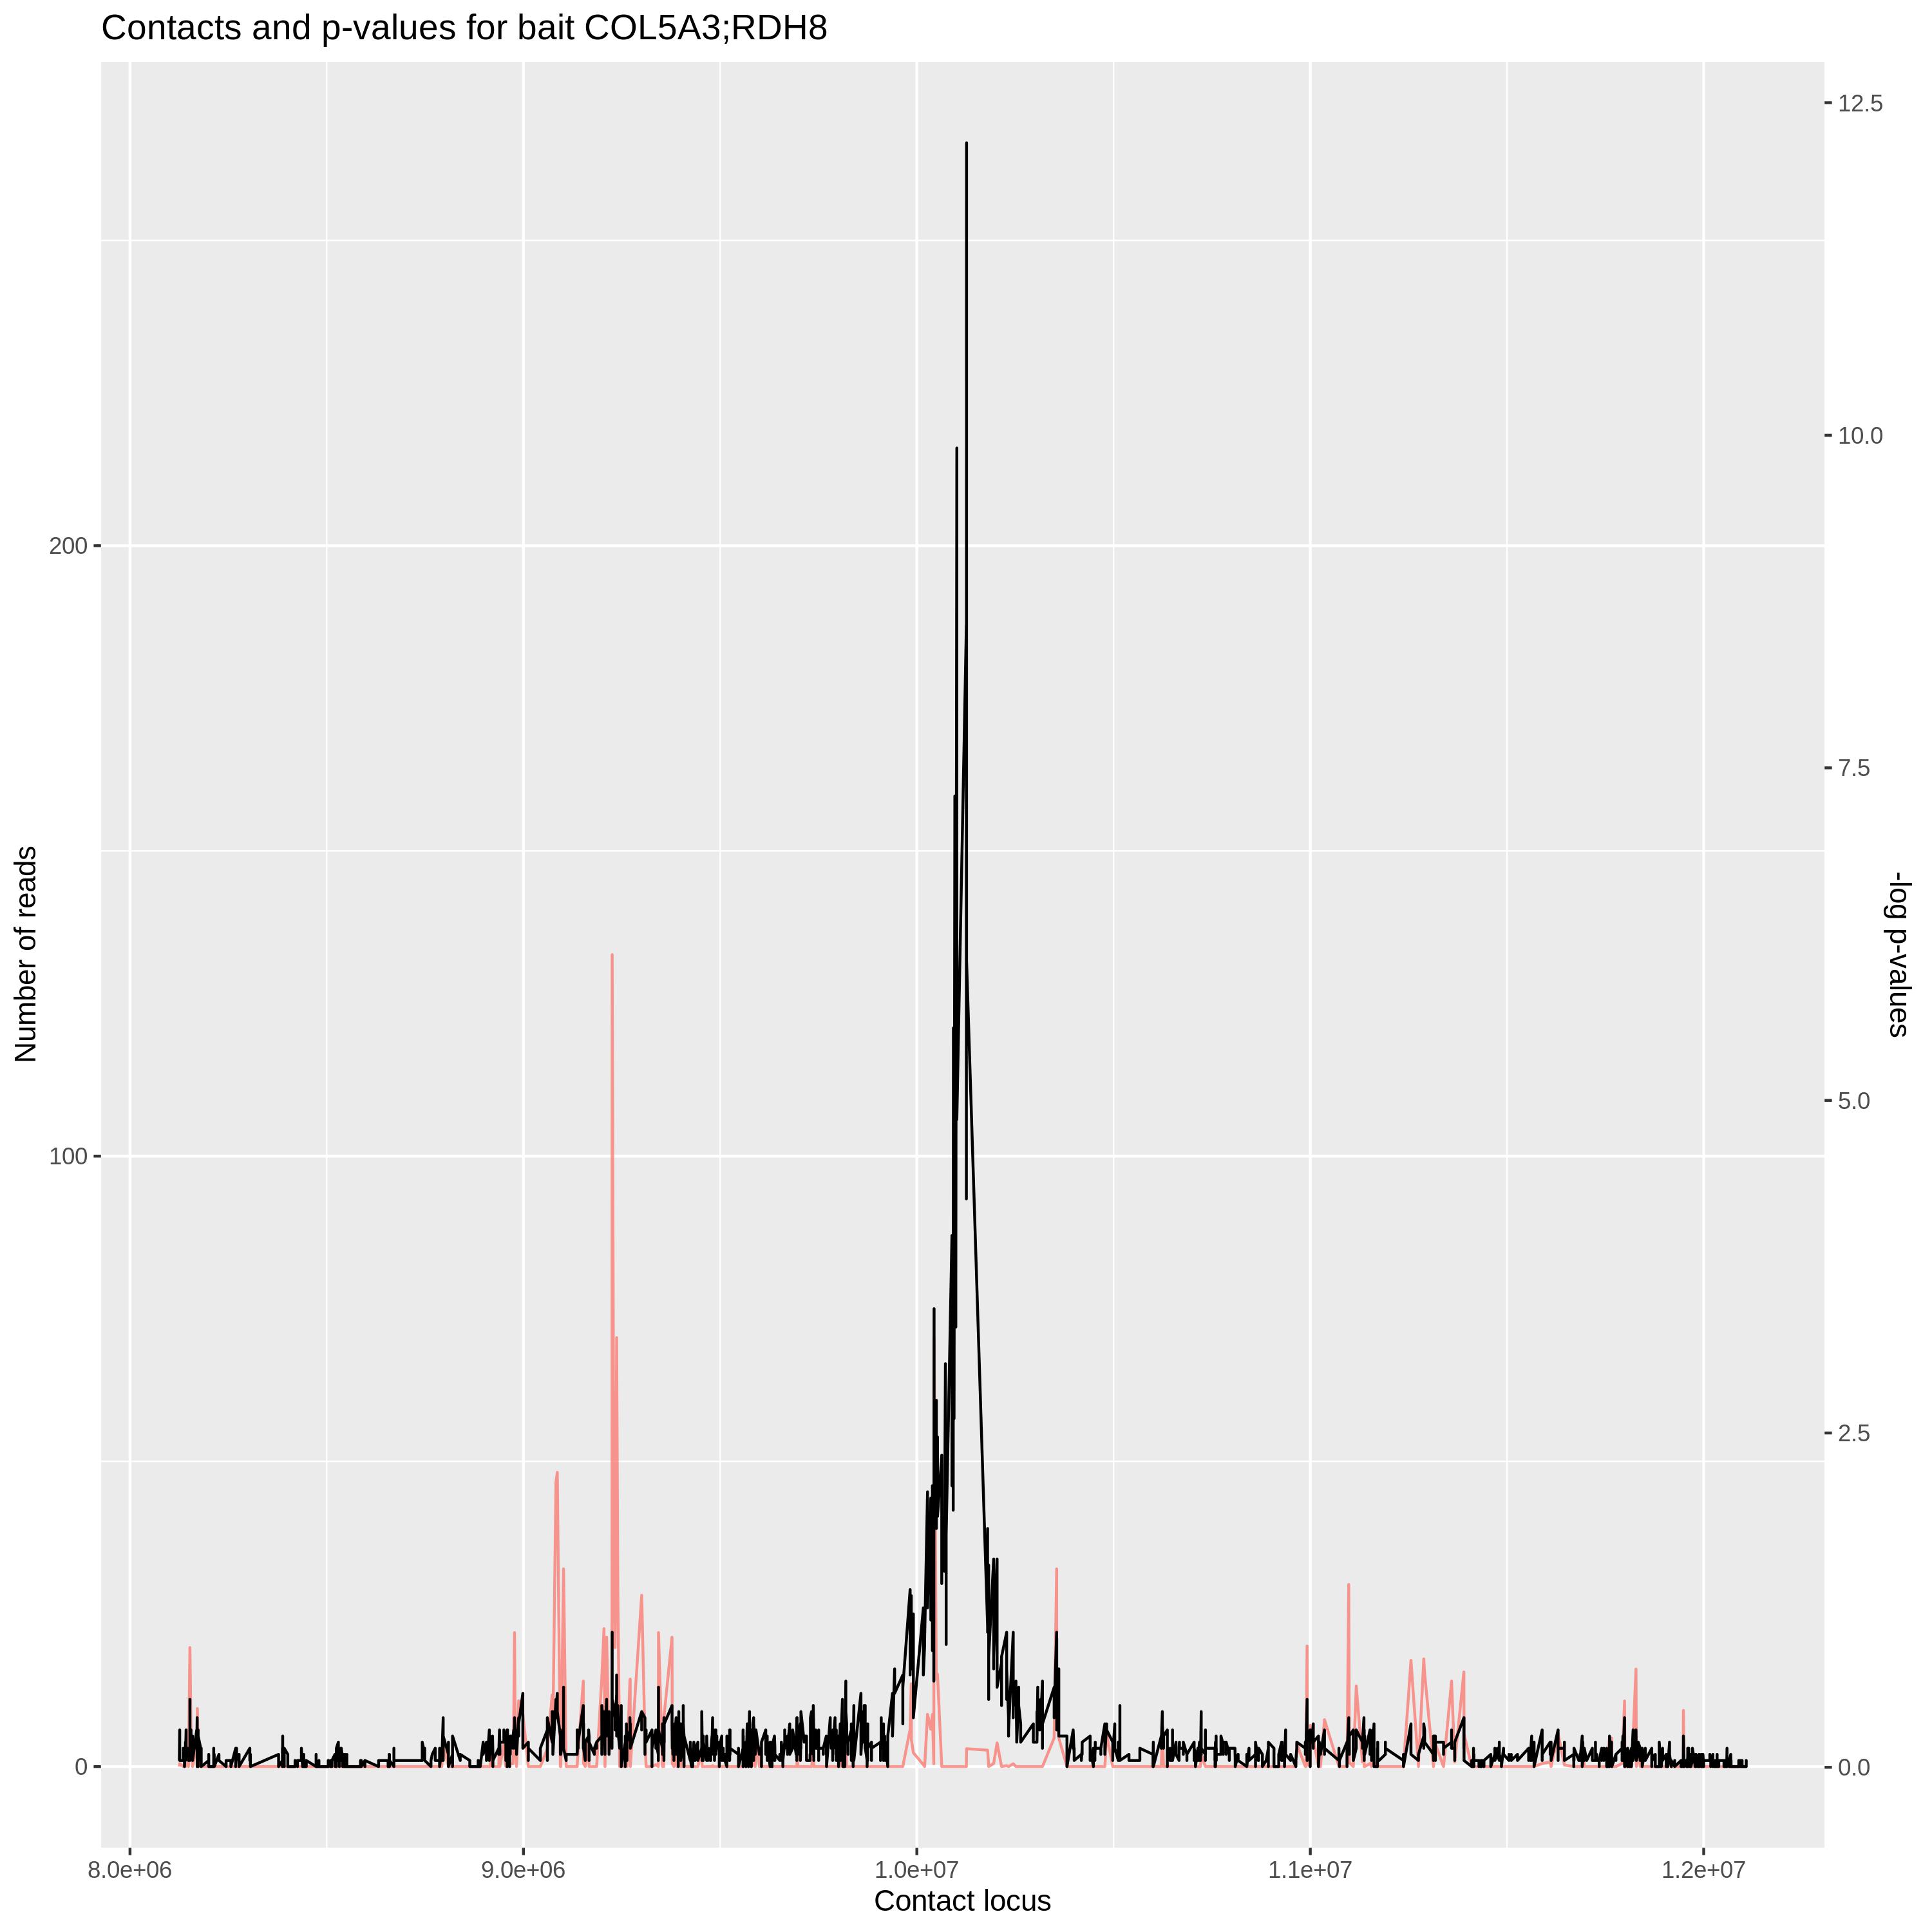 Contacts and p-values for bait COL5A3;RDH8
Number of reads
200
100
0
12.5
10.0
7.5
5.0
2.5
0.0
-log p-values
8.0e+06 9.0e+06 1.0e+07 1.1e+07 1.2e+07
Contact locus